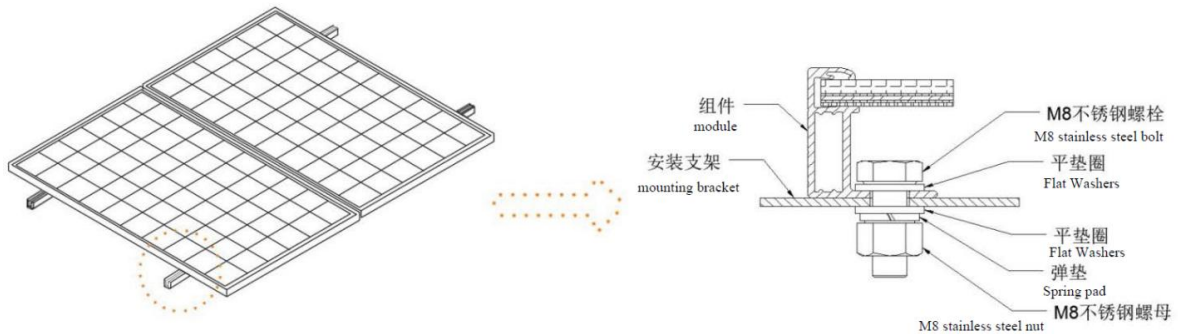 组件
module
安装支架
mounting bracket
M8不锈钢螺栓
M8 stainless steel bolt
平垫圈
Flat Washers
平垫圈
Flat Washers
弹垫
Spring pad
M8不锈钢螺母
M8 stainless steel nut